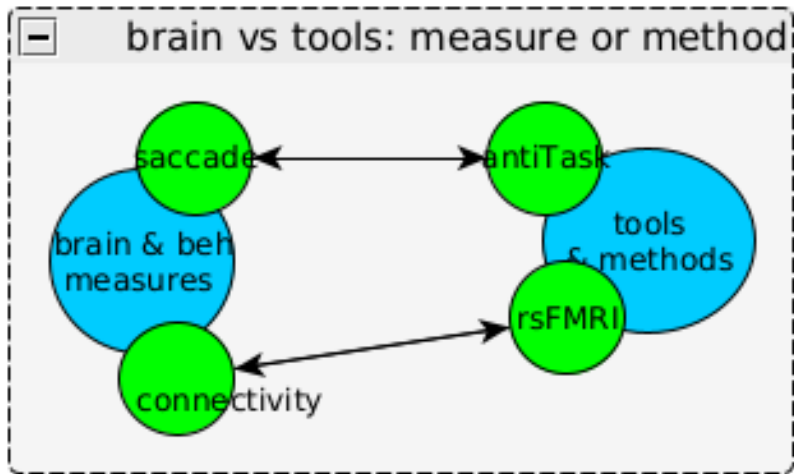 brain vs tools: measure or method
saccade
antiTask
brain & beh
measures
tools
& methods
rsFMRI
connectivity